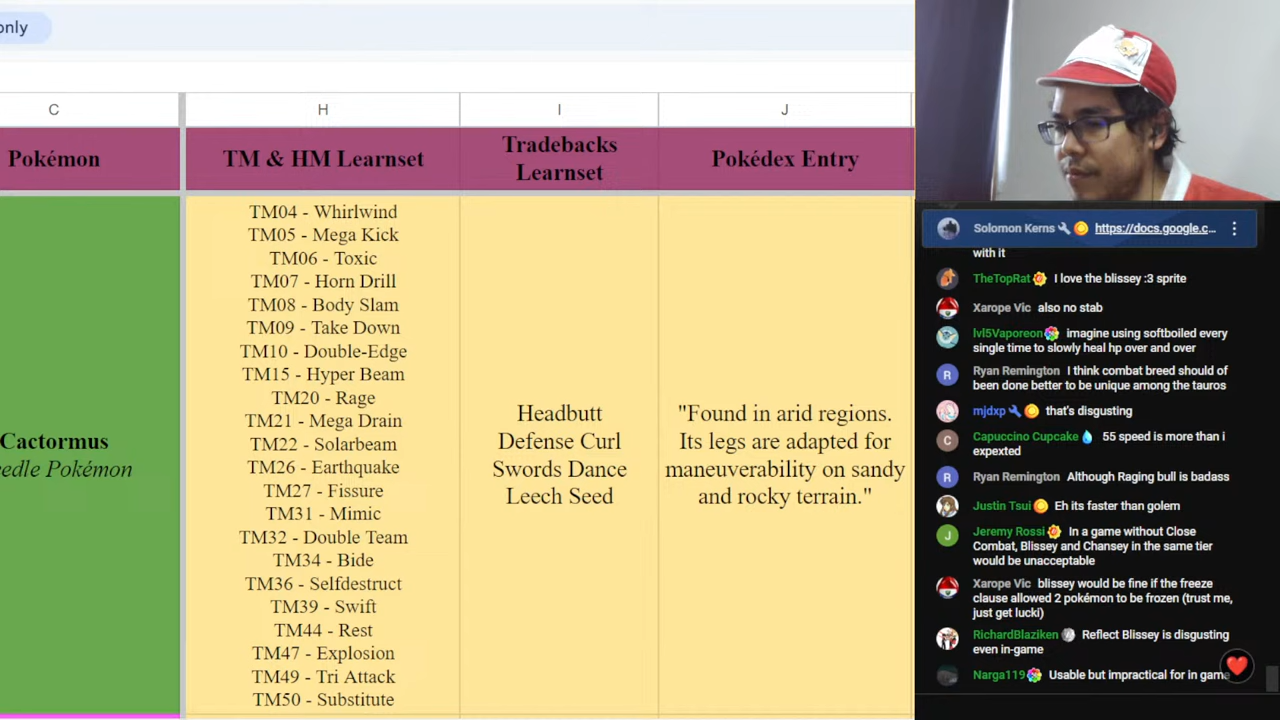 only
C
H
I
J
Pokémon
TM & HM Learnset
Tradebacks
Learnset
Pokédex Entry
Cactormus
eedle Pokémon
TM04 - Whirlwind
TM05 - Mega Kick
TM06 - Toxic
TM07 - Horn Drill
TM08 - Body Slam
TM09 - Take Down
TM10 - Double-Edge
TM15 - Hyper Beam
TM20 - Rage
TM21 - Mega Drain
TM22 - Solarbeam
TM26 - Earthquake
TM27 - Fissure
TM31 - Mimic
TM32 - Double Team
TM34 - Bide
TM36 - Selfdestruct
TM39 - Swift
TM44 - Rest
TM47 - Explosion
TM49 - Tri Attack
TM50 - Substitute
Headbutt
Defense Curl
Swords Dance
Leech Seed
"Found in arid regions.
Its legs are adapted for
maneuverability on sandy
and rocky terrain."
Solomon Kerns https://docs.google.c...
with it
TheTopRat I love the blissey :3 sprite
Xarope Vic also no stab
lvl5Vaporeon imagine using softboiled every
single time to slowly heal hp over and over
R Ryan Remington I think combat breed should of
been done better to be unique among the tauros
mjdxp that's disgusting
C Capuccino Cupcake 55 speed is more than i
expexted
R Ryan Remington Although Raging bull is badass
Justin Tsui Eh its faster than golem
J Jeremy Rossi In a game without Close
Combat, Blissey and Chansey in the same tier
would be unacceptable
Xarope Vic blissey would be fine if the freeze
clause allowed 2 pokémon to be frozen (trust me,
just get lucki)
RichardBlaziken Reflect Blissey is disgusting
even in-game
Narga119 Usable but impractical for in game